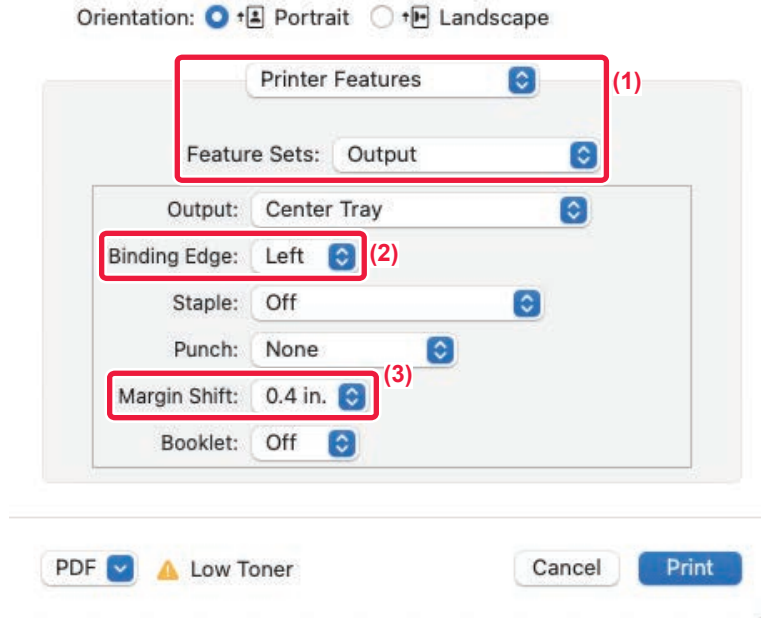 Orientation: Portrait Landscape
Printer Features (1)
Feature Sets: Output
Output: Center Tray
Binding Edge: Left (2)
Staple: Off
Punch: None
(3)
Margin Shift: 0.4 in.
Booklet: Off
PDF Low Toner Cancel Print